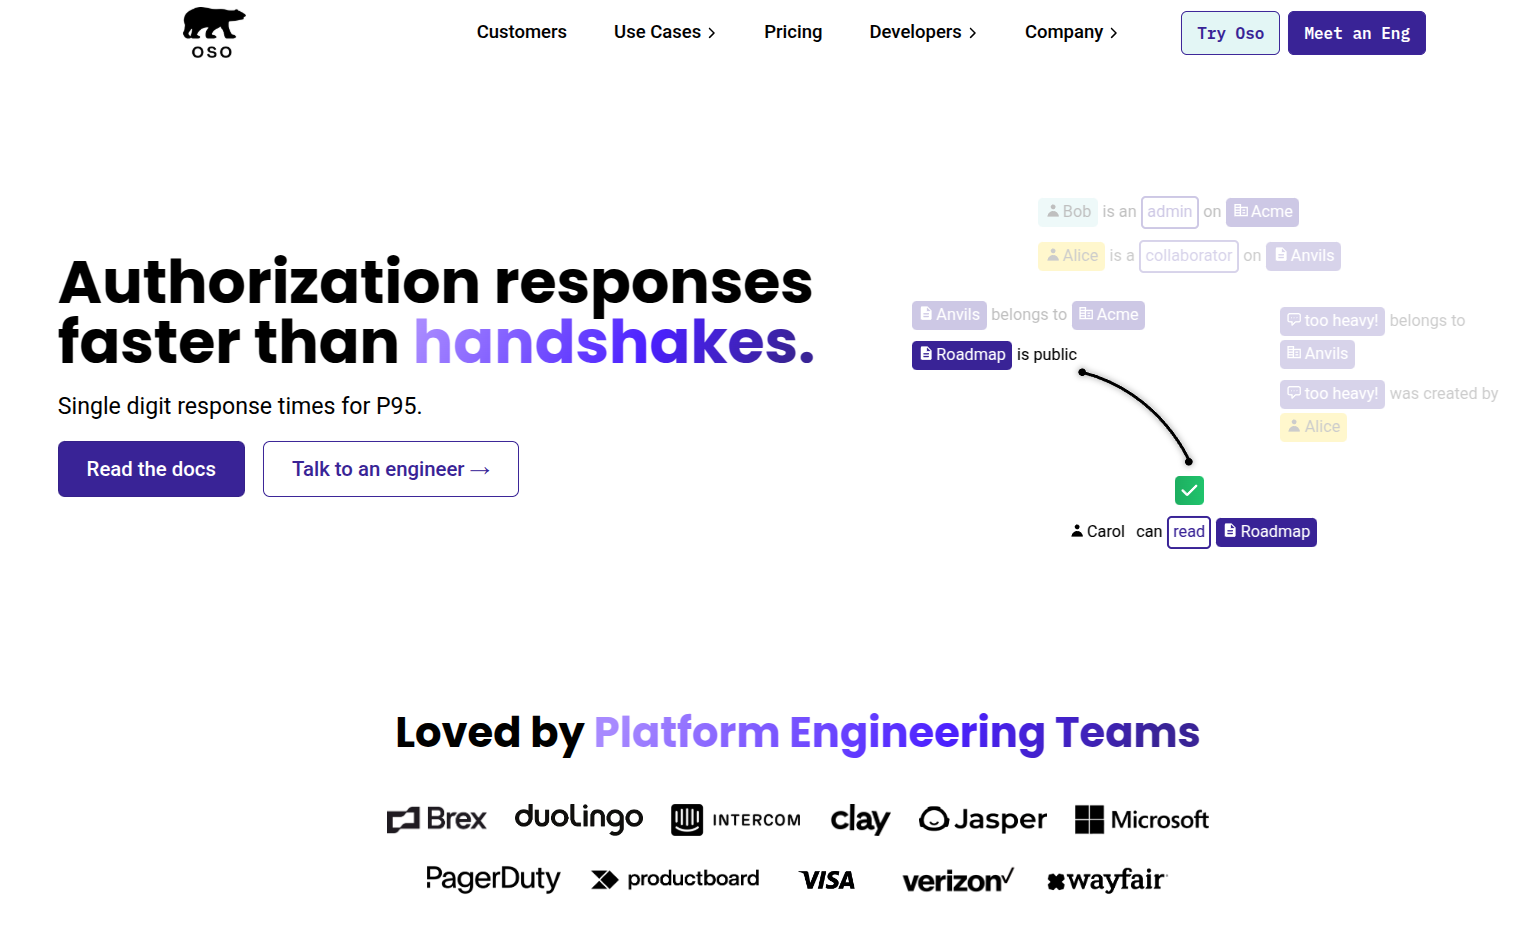 OSO
Customers
Use Cases
Pricing
Developers
Company
Try Oso
Meet an Eng
Authorization responses
faster than handshakes.
Single digit response times for P95.
Read the docs
Talk to an engineer →
Bob is an admin on Acme
Alice is a collaborator on Anvils
Anvils belongs to Acme
Roadmap is public
too heavy! belongs to
Anvils
too heavy! was created by
Alice
Carol can read Roadmap
Loved by Platform Engineering Teams
Brex duolingo INTERCOM clay Jasper Microsoft
PagerDuty productboard VISA verizon wayfair